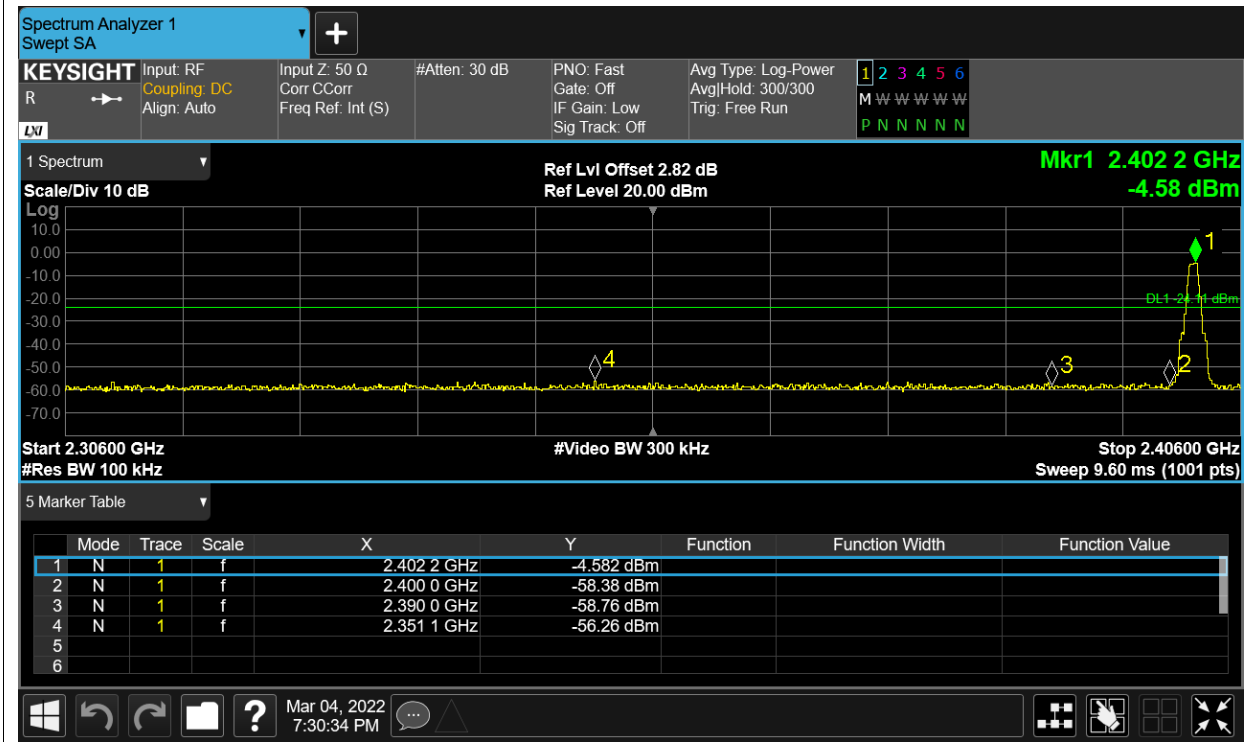 Spectrum Analyzer 1
Swept SA
+
KEYSIGHT Input: RF Input Z: 50 Ω #Atten: 30 dB PNO: Fast Avg Type: Log-Power 1 2 3 4 5 6
R Coupling: DC Corr CCorr Gate: Off Avg|Hold: 300/300 M W W W W W
Align: Auto Freq Ref: Int (S) IF Gain: Low Trig: Free Run
LXI Sig Track: Off P N N N N N
1 Spectrum
Ref Lvl Offset 2.82 dB Mkr1 2.402 2 GHz
Scale/Div 10 dB Ref Level 20.00 dBm -4.58 dBm
Log
10.0
1
0.00
-10.0
-20.0
DL1 -24.11 dBm
-30.0
-40.0
-50.0
4 3 2
-60.0
-70.0
Start 2.30600 GHz #Video BW 300 kHz Stop 2.40600 GHz
#Res BW 100 kHz Sweep 9.60 ms (1001 pts)
5 Marker Table
Mode Trace Scale X Y Function Function Width Function Value
1 N 1 f 2.402 2 GHz -4.582 dBm
2 N 1 f 2.400 0 GHz -58.38 dBm
3 N 1 f 2.390 0 GHz -58.76 dBm
4 N 1 f 2.351 1 GHz -56.26 dBm
5
6
? Mar 04, 2022
7:30:34 PM